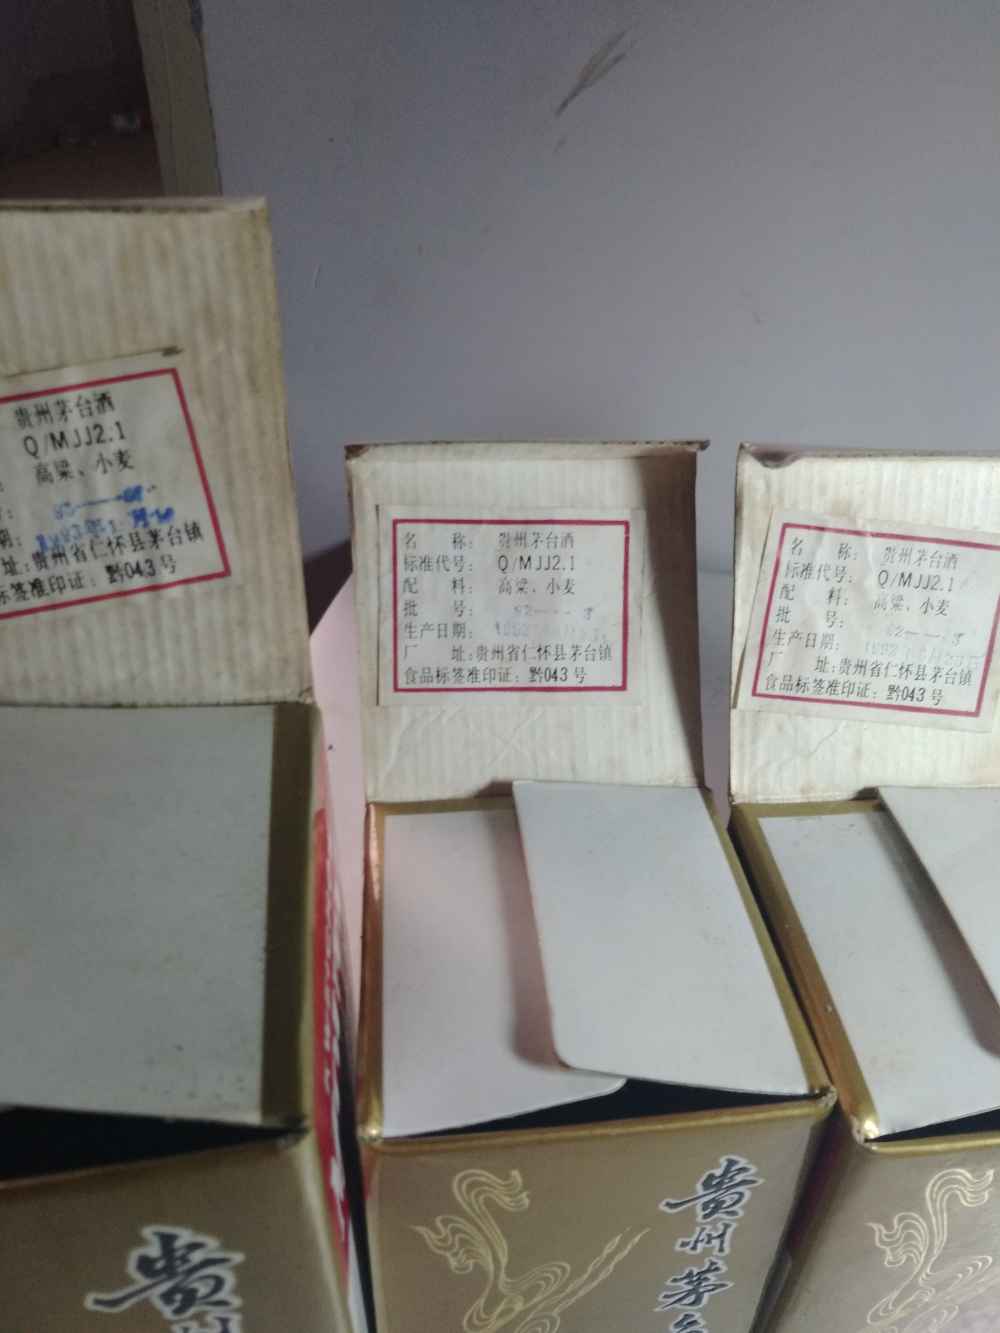 贵州茅台酒
Q/MJJ2.1
高粱、小麦
址:贵州省仁怀县茅台镇
标签准印证：黔043号
名 称： 贵州茅台酒
标准代号： Q/MJJ2.1
配 料： 高粱、小麦
批 号：
生产日期：
厂 址:贵州省仁怀县茅台镇
食品标签准印证：黔043号
名 称： 贵州茅台酒
标准代号： Q/MJJ2.1
配 料： 高粱、小麦
批 号：
生产日期：
厂 址:贵州省仁怀县茅台镇
食品标签准印证：黔043号
貴州
貴州茅